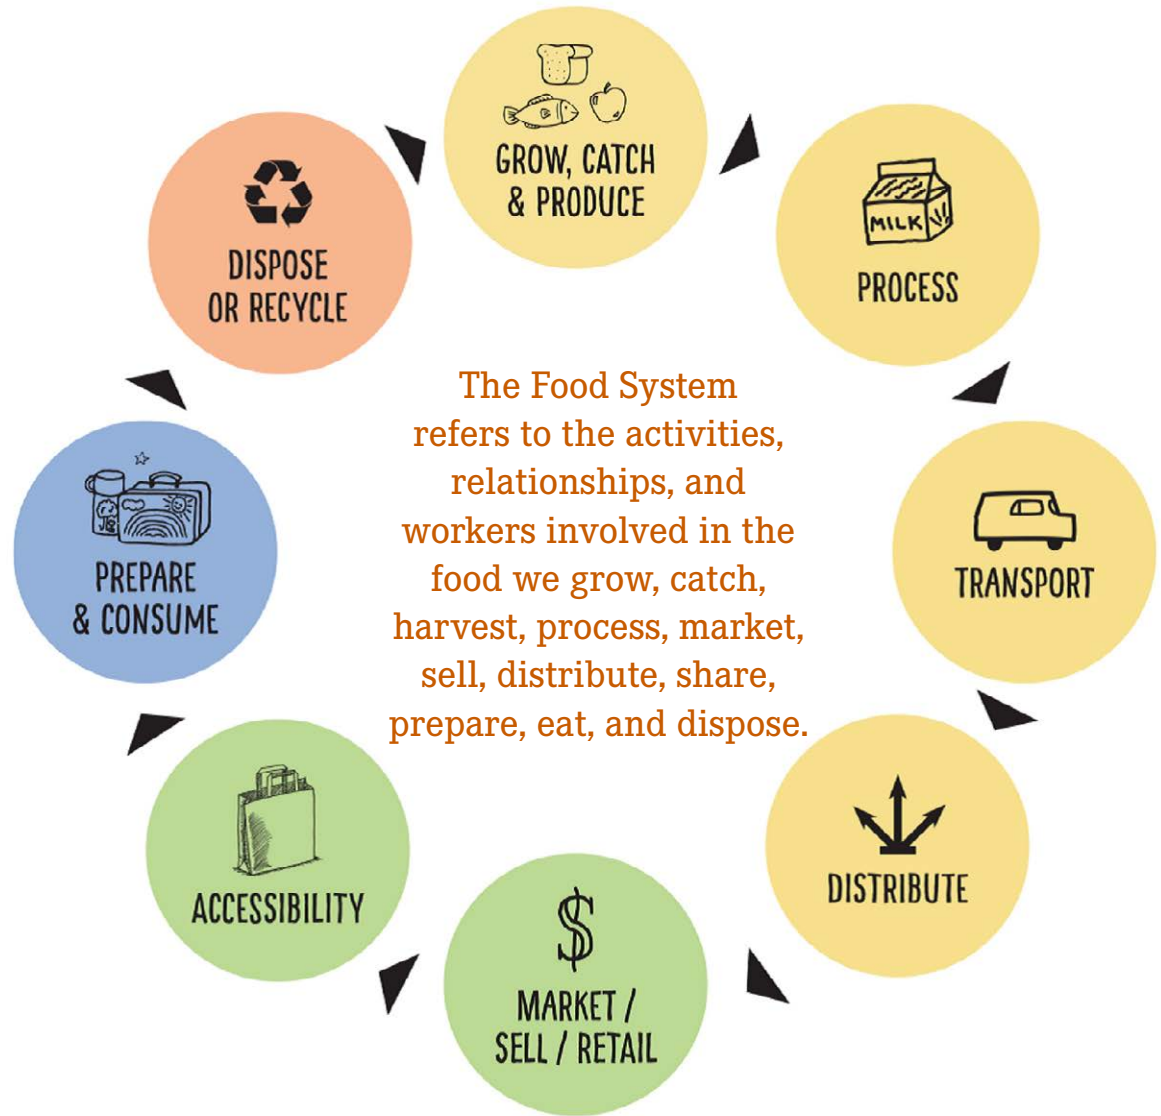 GROW, CATCH
& PRODUCE
MILK
PROCESS
TRANSPORT
DISTRIBUTE
$
MARKET /
SELL / RETAIL
ACCESSIBILITY
PREPARE
& CONSUME
DISPOSE
OR RECYCLE
The Food System
refers to the activities,
relationships, and
workers involved in the
food we grow, catch,
harvest, process, market,
sell, distribute, share,
prepare, eat, and dispose.